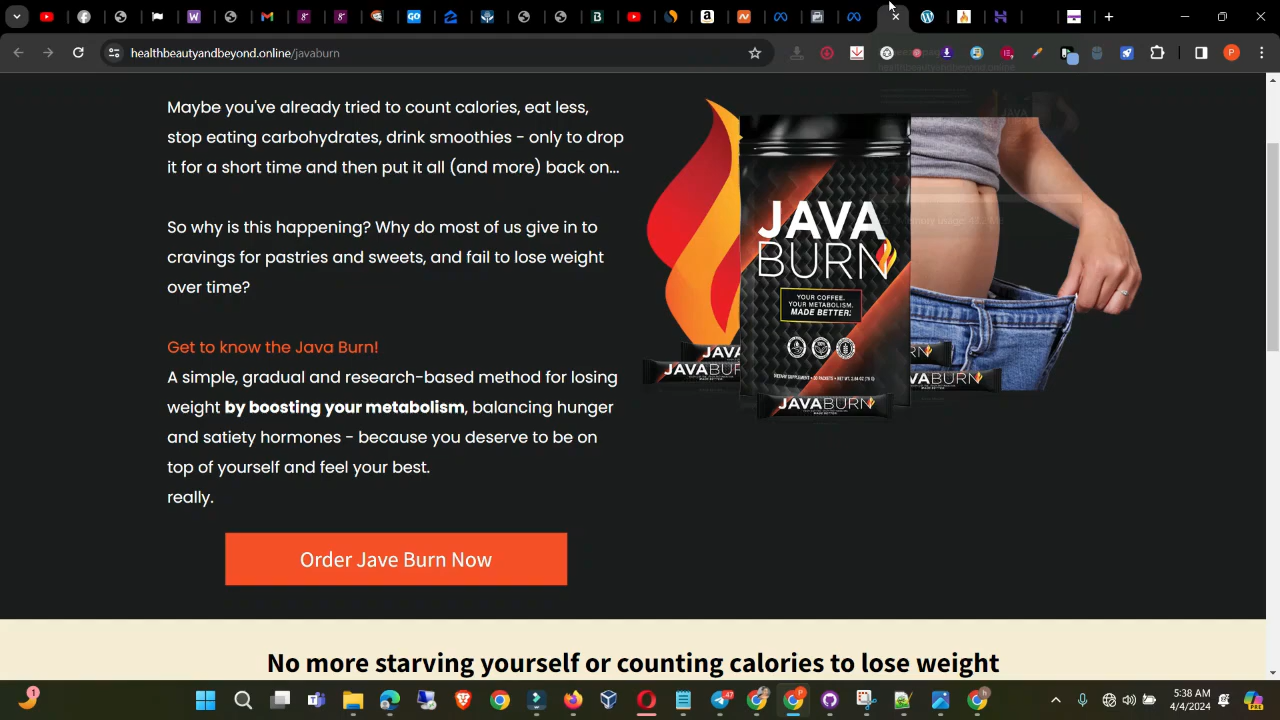 healthbeautyandbeyond.online/javaburn
Maybe you've already tried to count calories, eat less,
stop eating carbohydrates, drink smoothies - only to drop
it for a short time and then put it all (and more) back on...
So why is this happening? Why do most of us give in to
cravings for pastries and sweets, and fail to lose weight
over time?
Get to know the Java Burn!
A simple, gradual and research-based method for losing
weight by boosting your metabolism, balancing hunger
and satiety hormones - because you deserve to be on
top of yourself and feel your best.
really.
Order Jave Burn Now
JAVA
BURN
YOUR COFFEE.
YOUR METABOLISM.
MADE BETTER!
JAVABURN
No more starving yourself or counting calories to lose weight
1
47
5:38 AM
4/4/2024